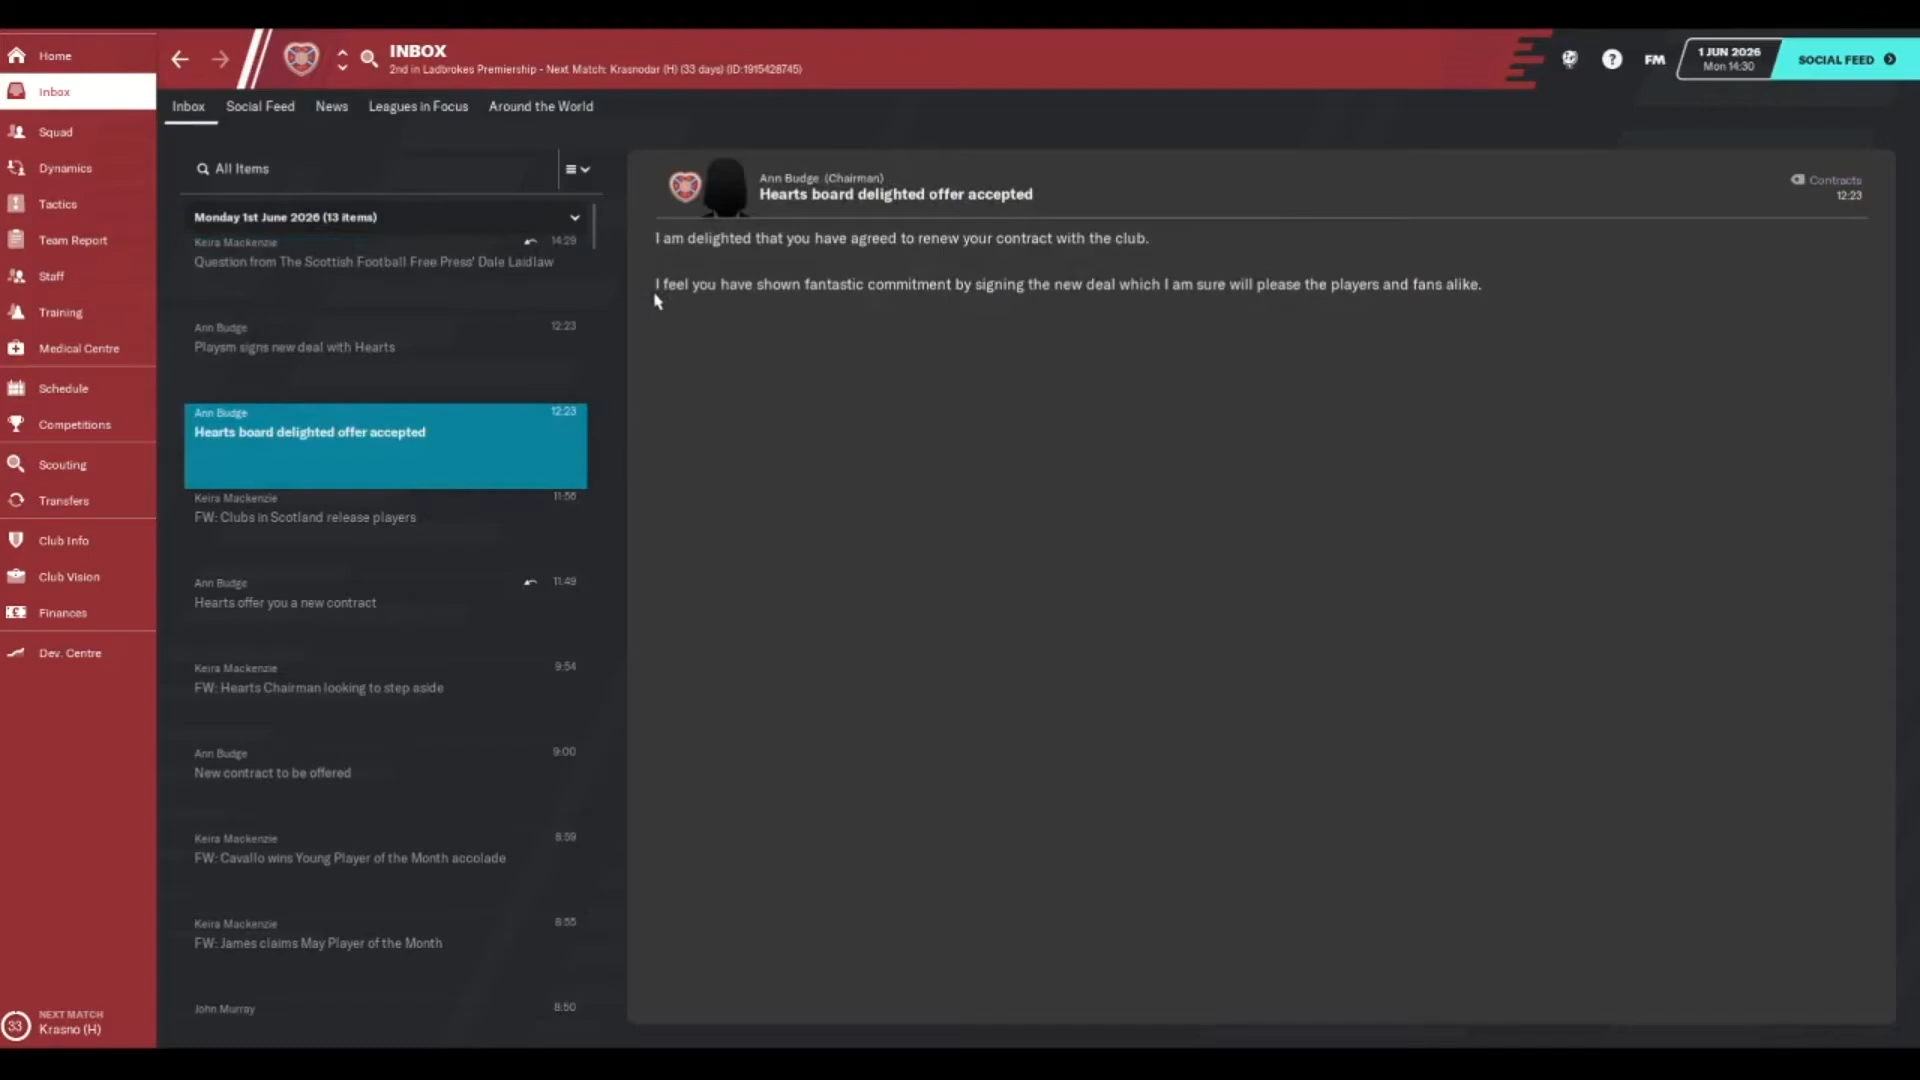 Home
Inbox
Squad
Dynamics
Tactics
Team Report
Staff
Training
Medical Centre
Schedule
Competitions
Scouting
Transfers
Club Info
Club Vision
Finances
Dev. Centre
33
NEXT MATCH
Krasno (H)
INBOX
2nd in Ladbrokes Premiership - Next Match: Krasnodar (H) (33 days) (ID:1915428745)
FM
1 JUN 2026
Mon 14:30
SOCIAL FEED
Inbox Social Feed News Leagues in Focus Around the World
All Items
Monday 1st June 2026 (13 items)
Keira Mackenzie 14:29
Question from The Scottish Football Free Press' Dale Laidlaw
Ann Budge 12:23
Playsm signs new deal with Hearts
Ann Budge 12:23
Hearts board delighted offer accepted
Keira Mackenzie 11:56
FW: Clubs in Scotland release players
Ann Budge 11:49
Hearts offer you a new contract
Keira Mackenzie 9:54
FW: Hearts Chairman looking to step aside
Ann Budge 9:00
New contract to be offered
Keira Mackenzie 8:59
FW: Cavallo wins Young Player of the Month accolade
Keira Mackenzie 8:55
FW: James claims May Player of the Month
John Murray 8:50
Ann Budge (Chairman)
Hearts board delighted offer accepted
Contracts
12:23
I am delighted that you have agreed to renew your contract with the club.
I feel you have shown fantastic commitment by signing the new deal which I am sure will please the players and fans alike.